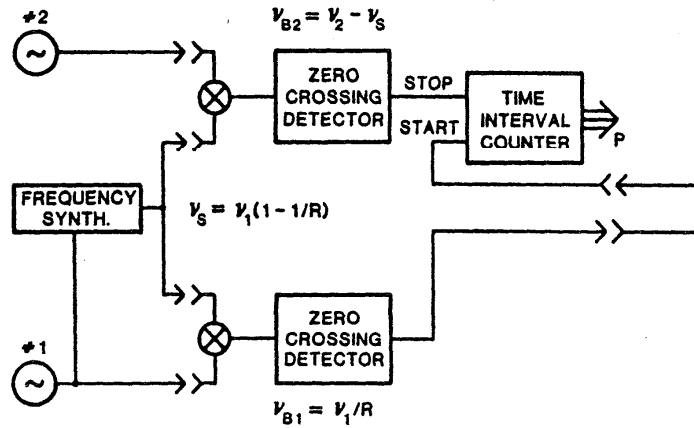 #2
ν_B2 = ν_2 - ν_S
ZERO
CROSSING
DETECTOR
STOP
START
TIME
INTERVAL
COUNTER
P
FREQUENCY
SYNTH.
ν_S = ν_1(1-1/R)
#1
ZERO
CROSSING
DETECTOR
ν_B1 = ν_1/R